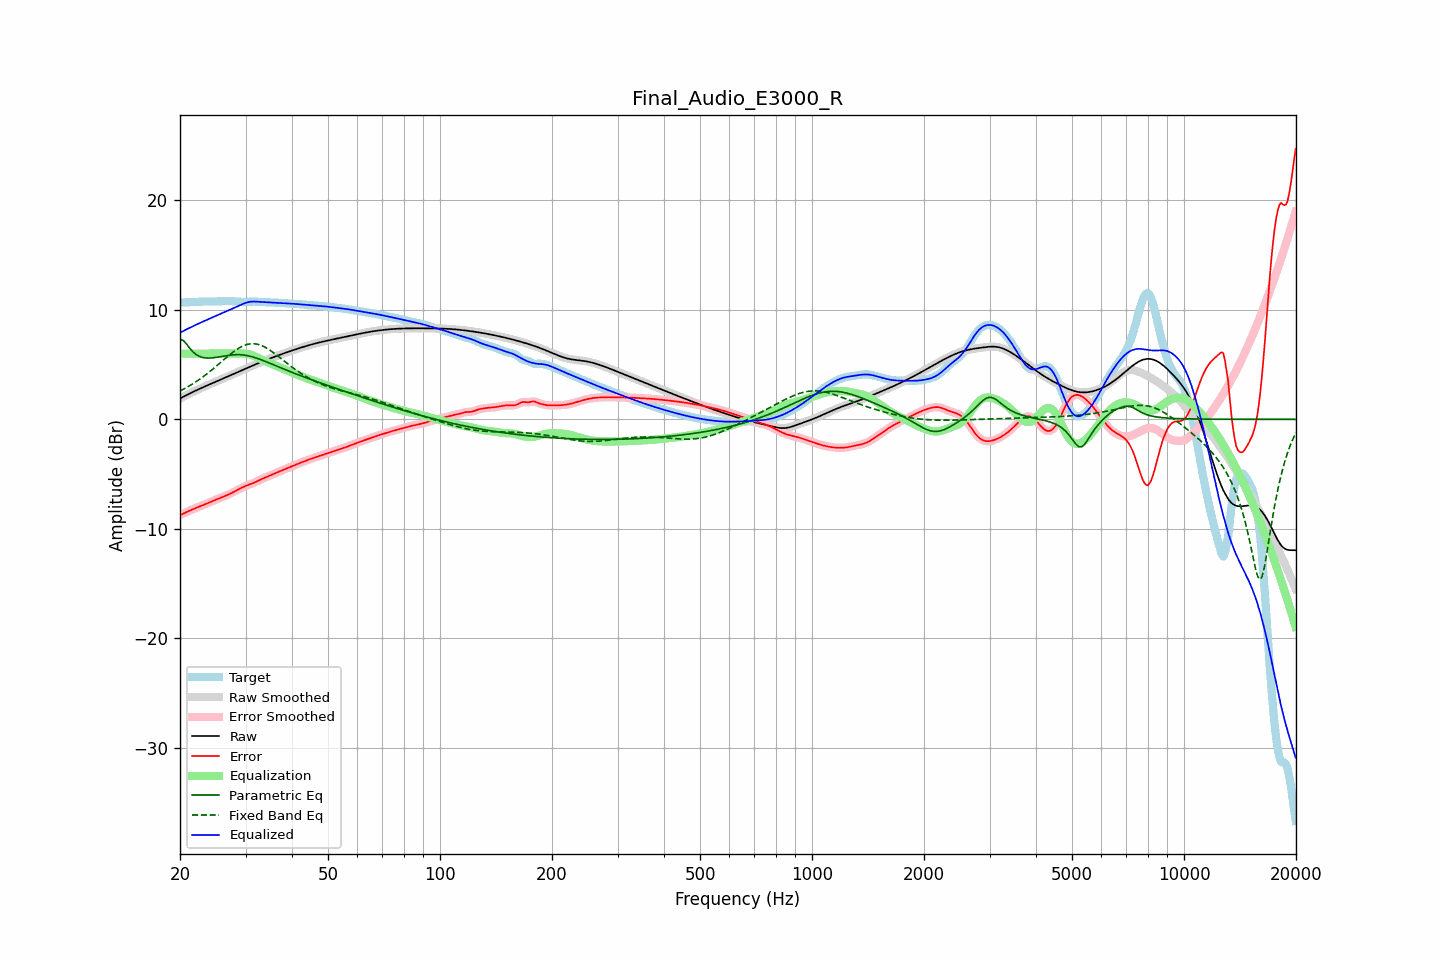 Final_Audio_E3000_R
Amplitude (dBr)
20
10
0
−10
−20
−30
Target
Raw Smoothed
Error Smoothed
Raw
Error
Equalization
Parametric Eq
Fixed Band Eq
Equalized
20 50 100 200 500 1000 2000 5000 10000 20000
Frequency (Hz)